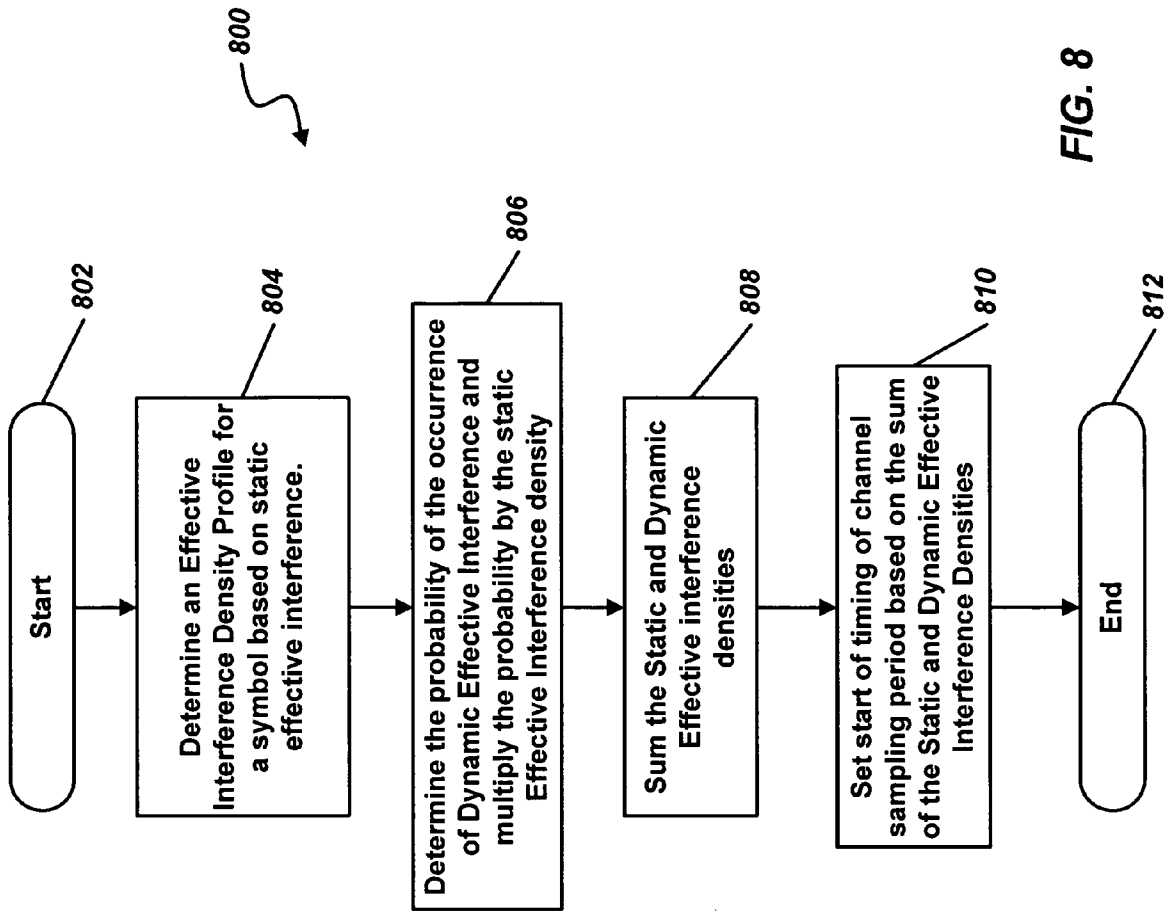 800
Start
802
Determine an Effective
Interference Density Profile for
a symbol based on static
effective interference.
804
Determine the probability of the occurrence
of Dynamic Effective Interference and
multiply the probability by the static
Effective Interference density
806
Sum the Static and Dynamic
Effective interference
densities
808
Set start of timing of channel
sampling period based on the sum
of the Static and Dynamic Effective
Interference Densities
810
End
812
FIG. 8